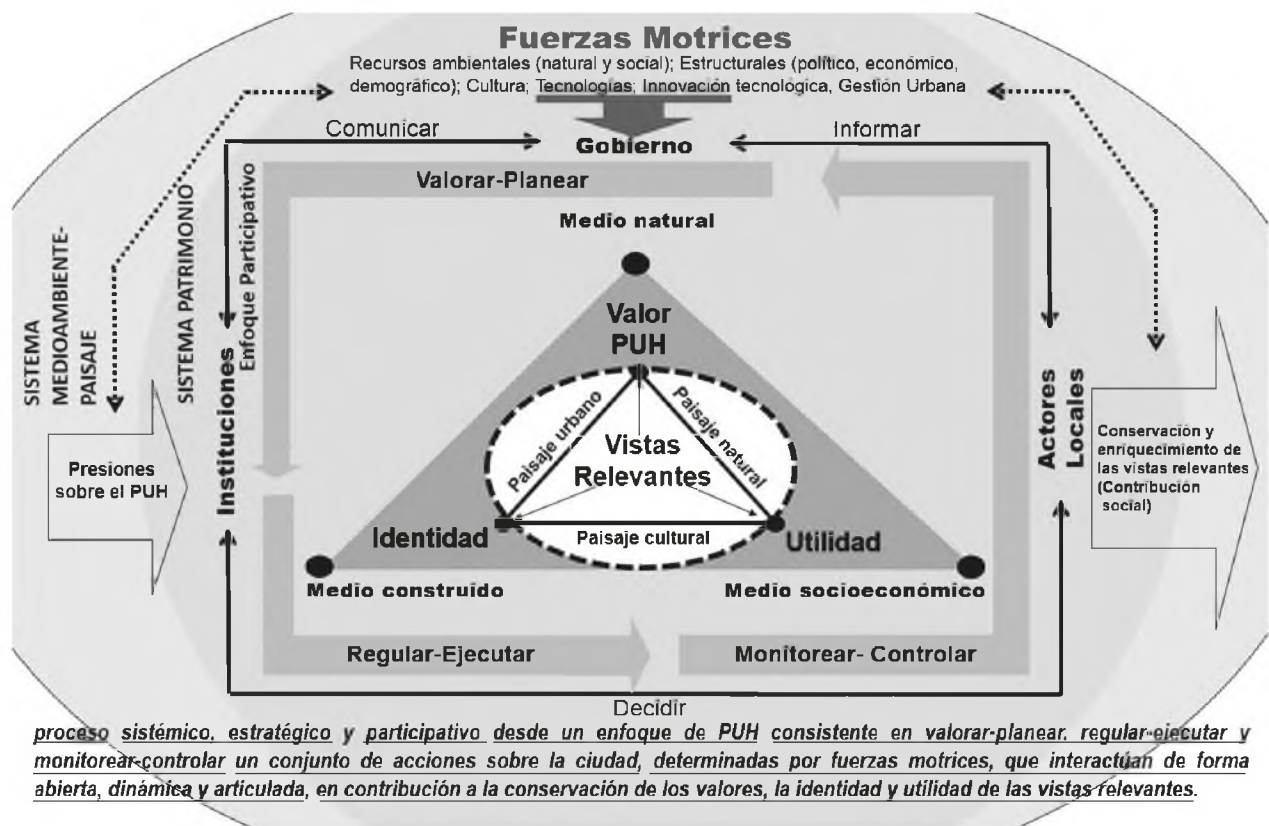 Fuerzas Motrices
Recursos ambientales (natural y social); Estructurales (político, económico,
demográfico); Cultura; Tecnologías; Innovación tecnológica, Gestión Urbana
Comunicar
Informar
Gobierno
Valorar-Planear
Medio natural
SISTEMA
MEDIOAMBIENTE-
PAISAJE
SISTEMA PATRIMONIO
Enfoque Participativo
Instituciones
Valor
PUH
Paisaje urbano
Paisaje natural
Vistas
Relevantes
Paisaje cultural
Identidad
Utilidad
Medio construido
Medio socioeconómico
Actores
Locales
Presiones
sobre el PUH
Conservación y
enriquecimiento de
las vistas relevantes
(Contribución
social)
Regular-Ejecutar
Monitorear- Controlar
Decidir
proceso sistémico, estratégico y participativo desde un enfoque de PUH consistente en valorar-planear, regular-ejecutar y
monitorear-controlar un conjunto de acciones sobre la ciudad, determinadas por fuerzas motrices, que interactúan de forma
abierta, dinámica y articulada, en contribución a la conservación de los valores, la identidad y utilidad de las vistas relevantes.